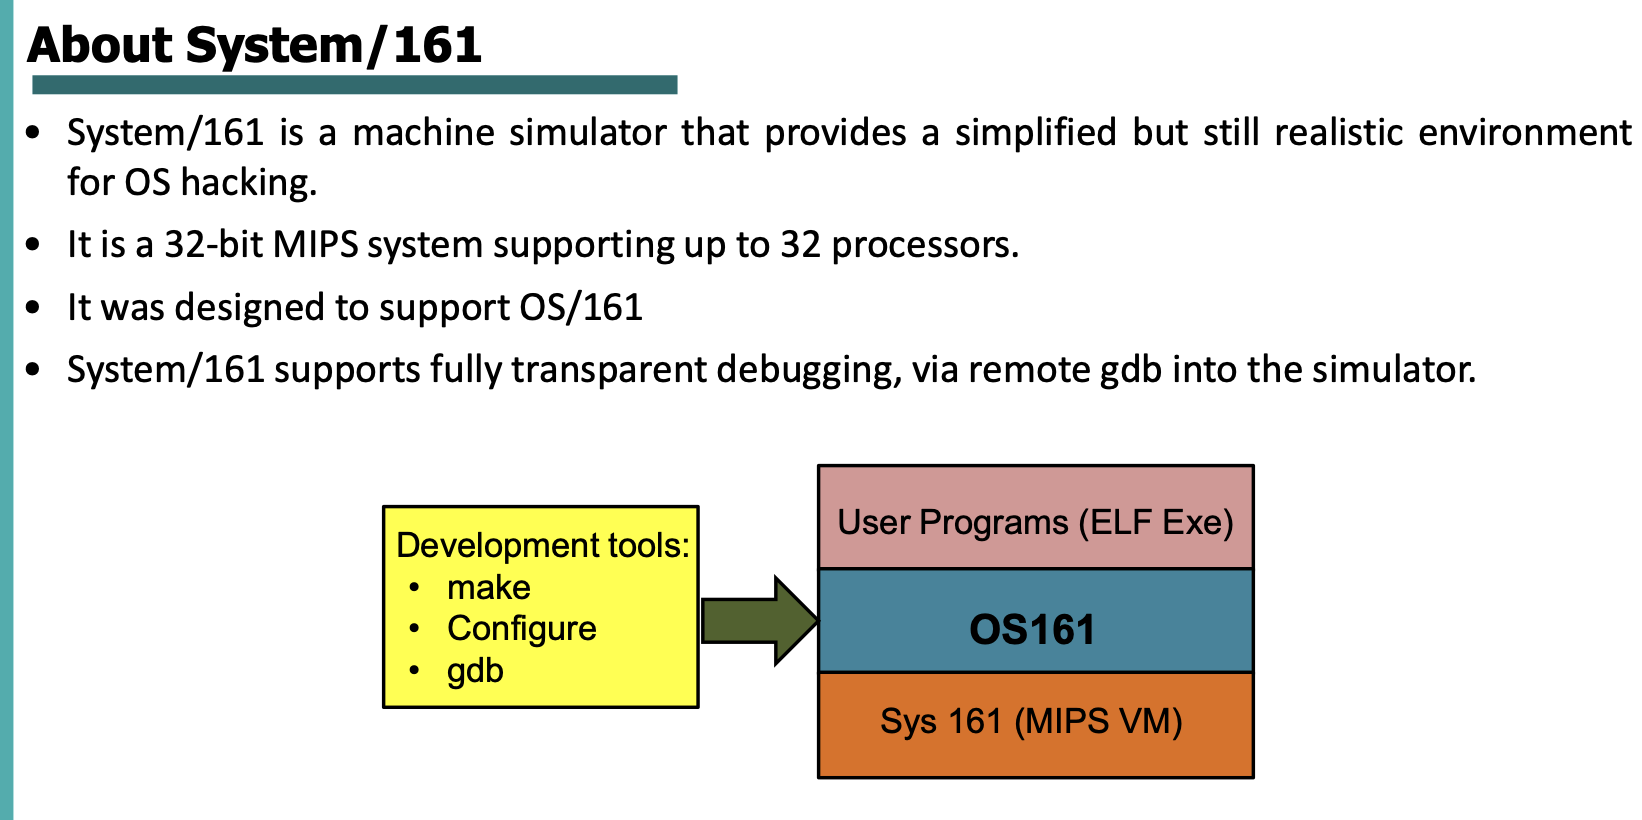 About System/161
• System/161 is a machine simulator that provides a simplified but still realistic environment
for OS hacking.
• It is a 32-bit MIPS system supporting up to 32 processors.
• It was designed to support OS/161
• System/161 supports fully transparent debugging, via remote gdb into the simulator.
Development tools:
• make
• Configure
• gdb
User Programs (ELF Exe)
OS161
Sys 161 (MIPS VM)